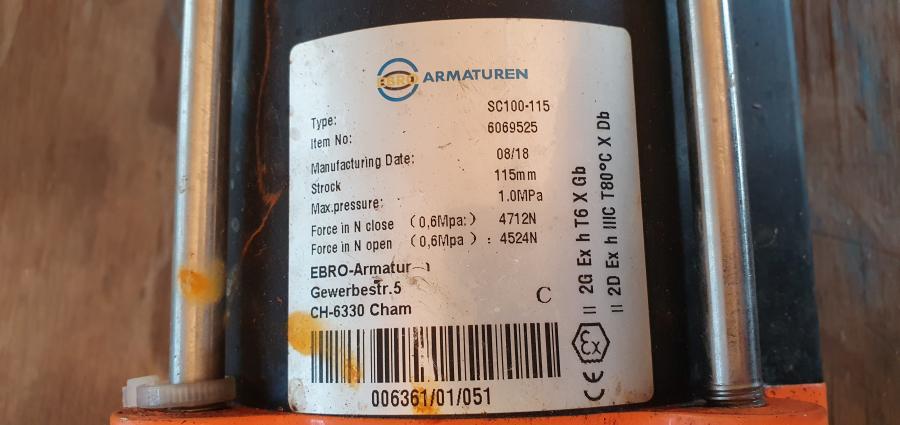 EBRO ARMATUREN
Type: SC100-115
Item No: 6069525
Manufacturing Date: 08/18
Strock 115mm
Max.pressure: 1.0MPa
Force in N close (0,6Mpa:) 4712N
Force in N open (0,6Mpa ) : 4524N
EBRO-Armaturen
Gewerbestr.5
CH-6330 Cham
C
006361/01/051
CE Ex II 2G Ex h T6 X Gb
II 2D Ex h IIIC T80°C X Db